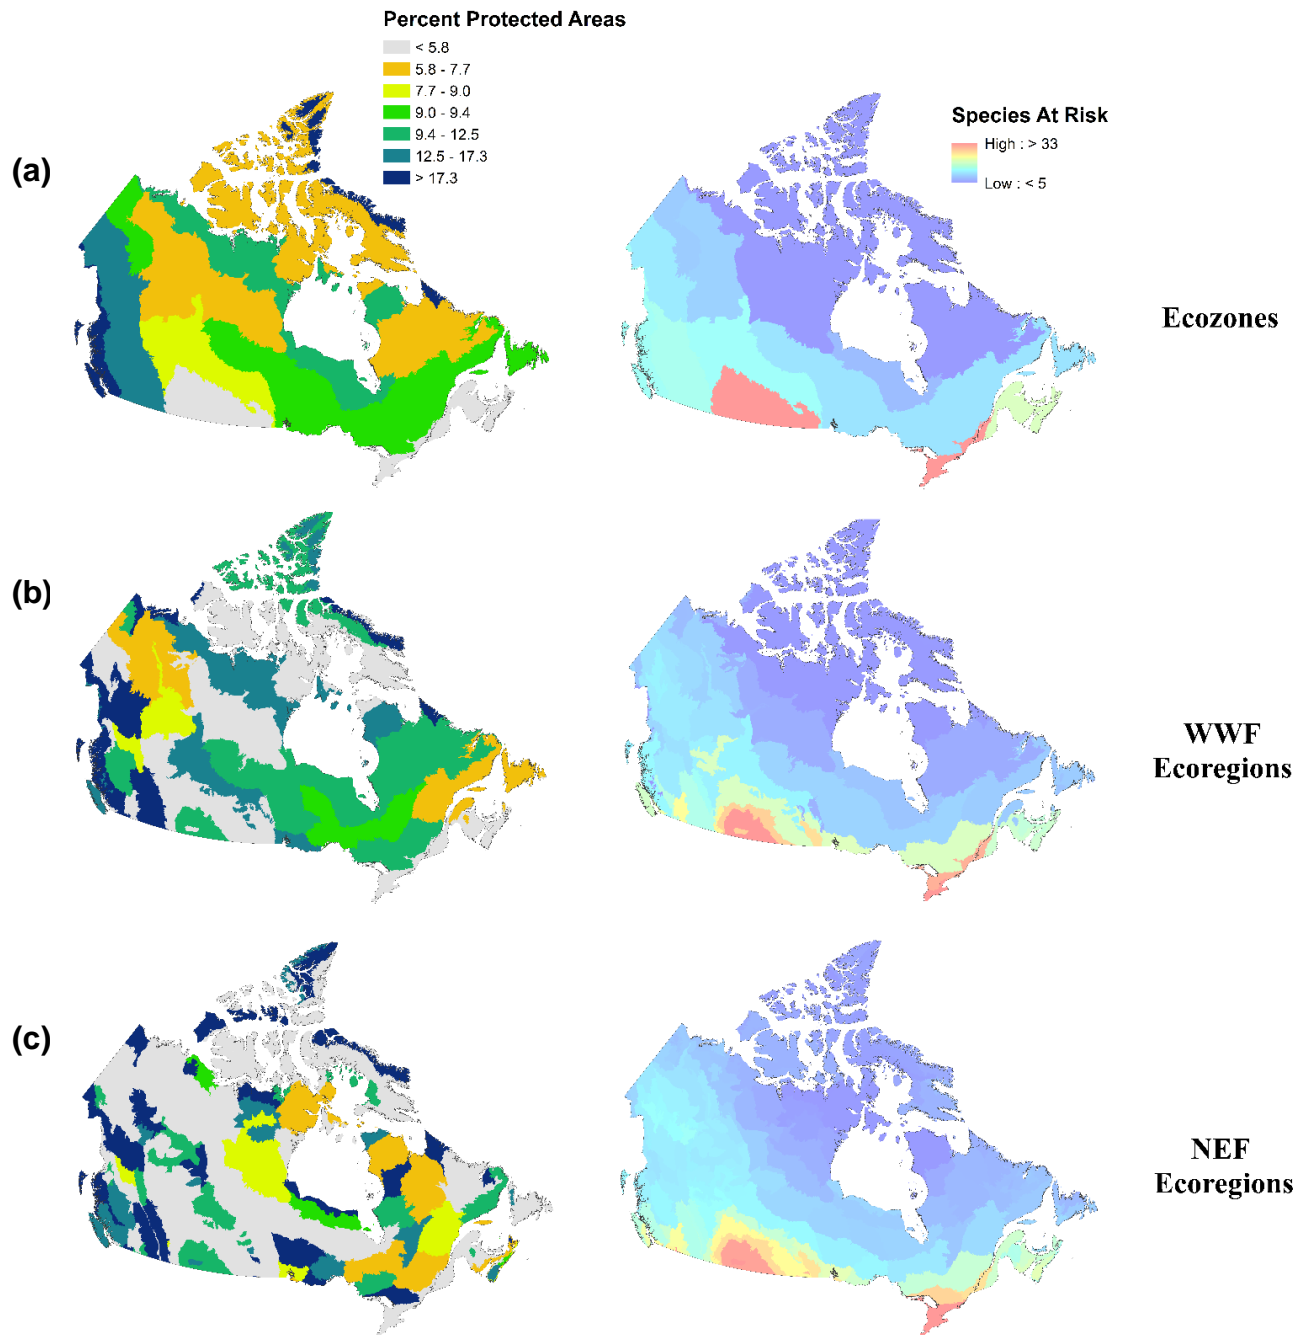 Percent Protected Areas
< 5.8
5.8 - 7.7
7.7 - 9.0
9.0 - 9.4
9.4 - 12.5
12.5 - 17.3
> 17.3
Species At Risk
High : > 33
Low : < 5
(a)
Ecozones
(b)
WWF
Ecoregions
(c)
NEF
Ecoregions